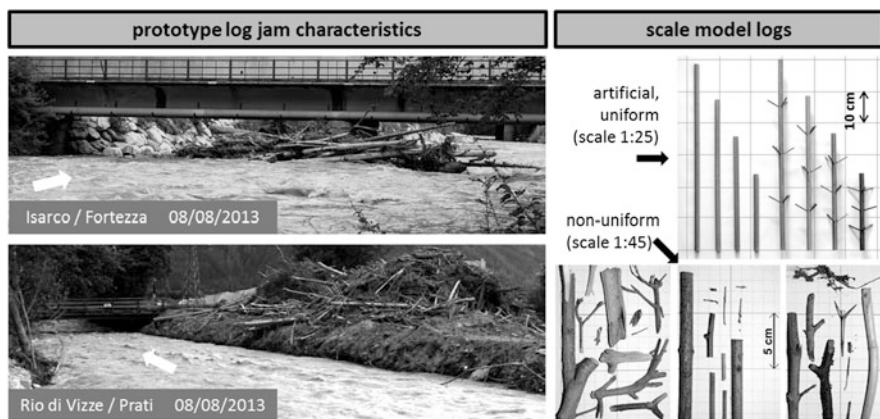 prototype log jam characteristics
Isarco / Fortezza 08/08/2013
Rio di Vizze / Prati 08/08/2013
scale model logs
artificial,
uniform
(scale 1:25)
10 cm
non-uniform
(scale 1:45)
5 cm